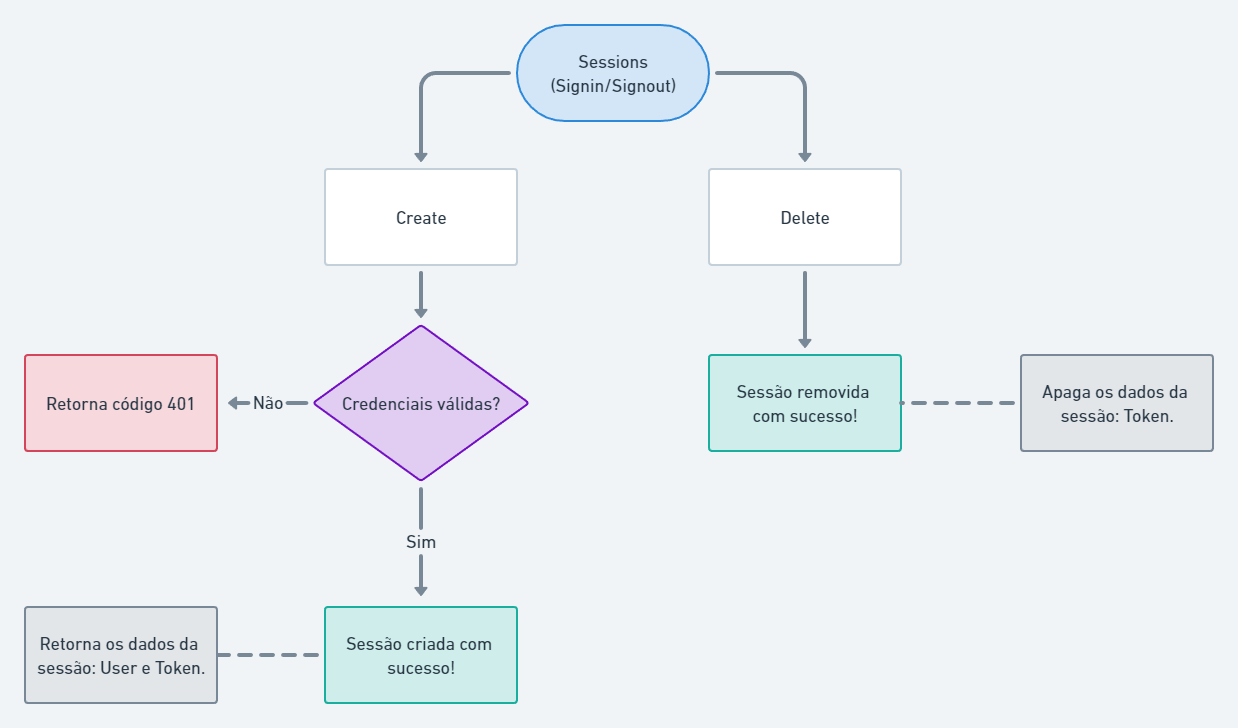 Sessions
(Signin/Signout)
Create
Delete
Retorna código 401
Não
Credenciais válidas?
Sessão removida
com sucesso!
Apaga os dados da
sessão: Token.
Sim
Retorna os dados da
sessão: User e Token.
Sessão criada com
sucesso!